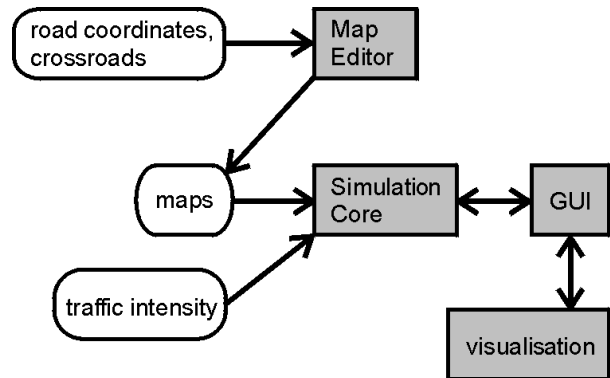 road coordinates,
crossroads
Map
Editor
maps
Simulation
Core
GUI
traffic intensity
visualisation